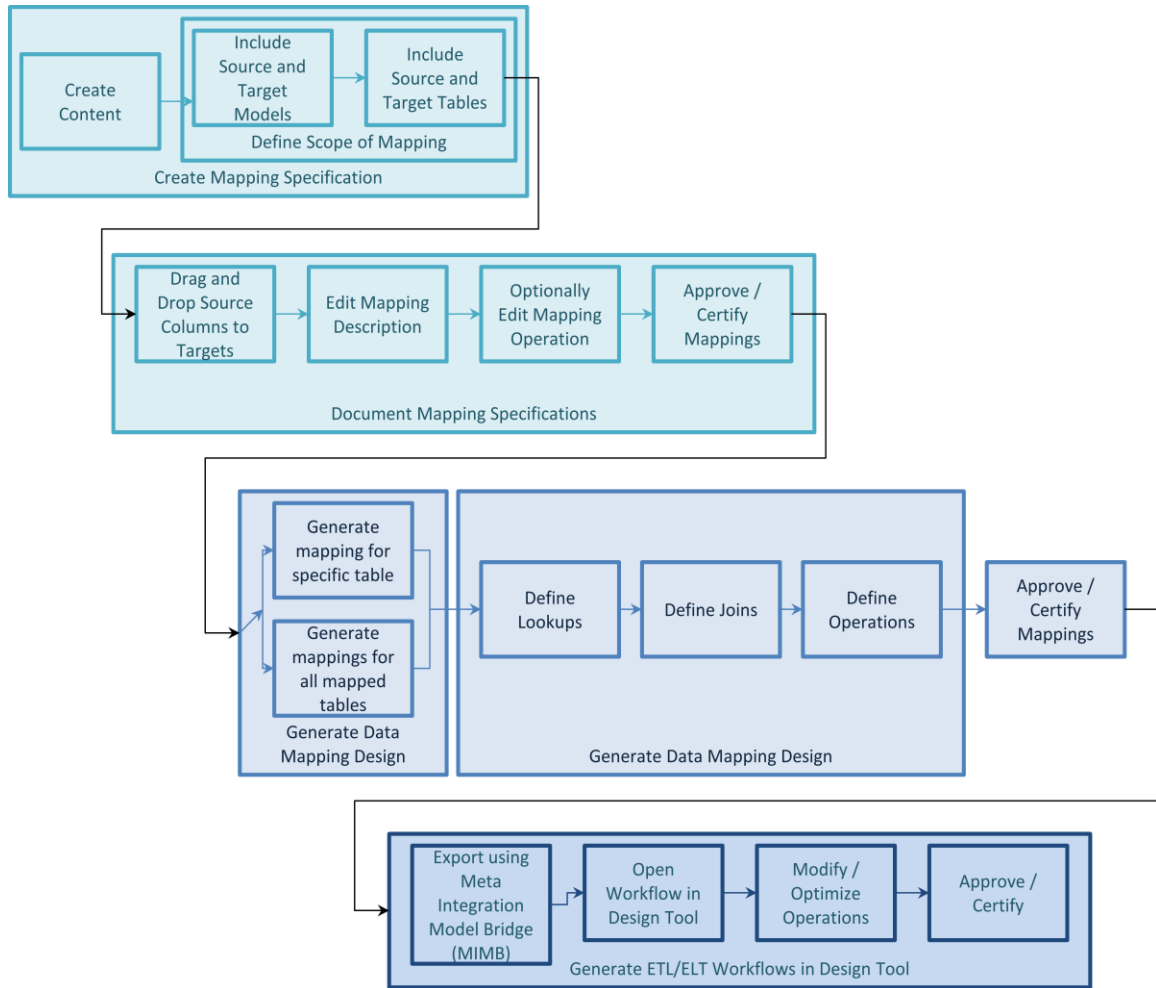 Create
Content
Include
Source and
Target
Models
Include
Source and
Target Tables
Define Scope of Mapping
Create Mapping Specification
Drag and
Drop Source
Columns to
Targets
Edit Mapping
Description
Optionally
Edit Mapping
Operation
Approve /
Certify
Mappings
Document Mapping Specifications
Generate
mapping for
specific table
Generate
mappings for
all mapped
tables
Generate Data
Mapping Design
Define
Lookups
Define Joins
Define
Operations
Generate Data Mapping Design
Approve /
Certify
Mappings
Export using
Meta
Integration
Model Bridge
(MIMB)
Open
Workflow in
Design Tool
Modify /
Optimize
Operations
Approve /
Certify
Generate ETL/ELT Workflows in Design Tool